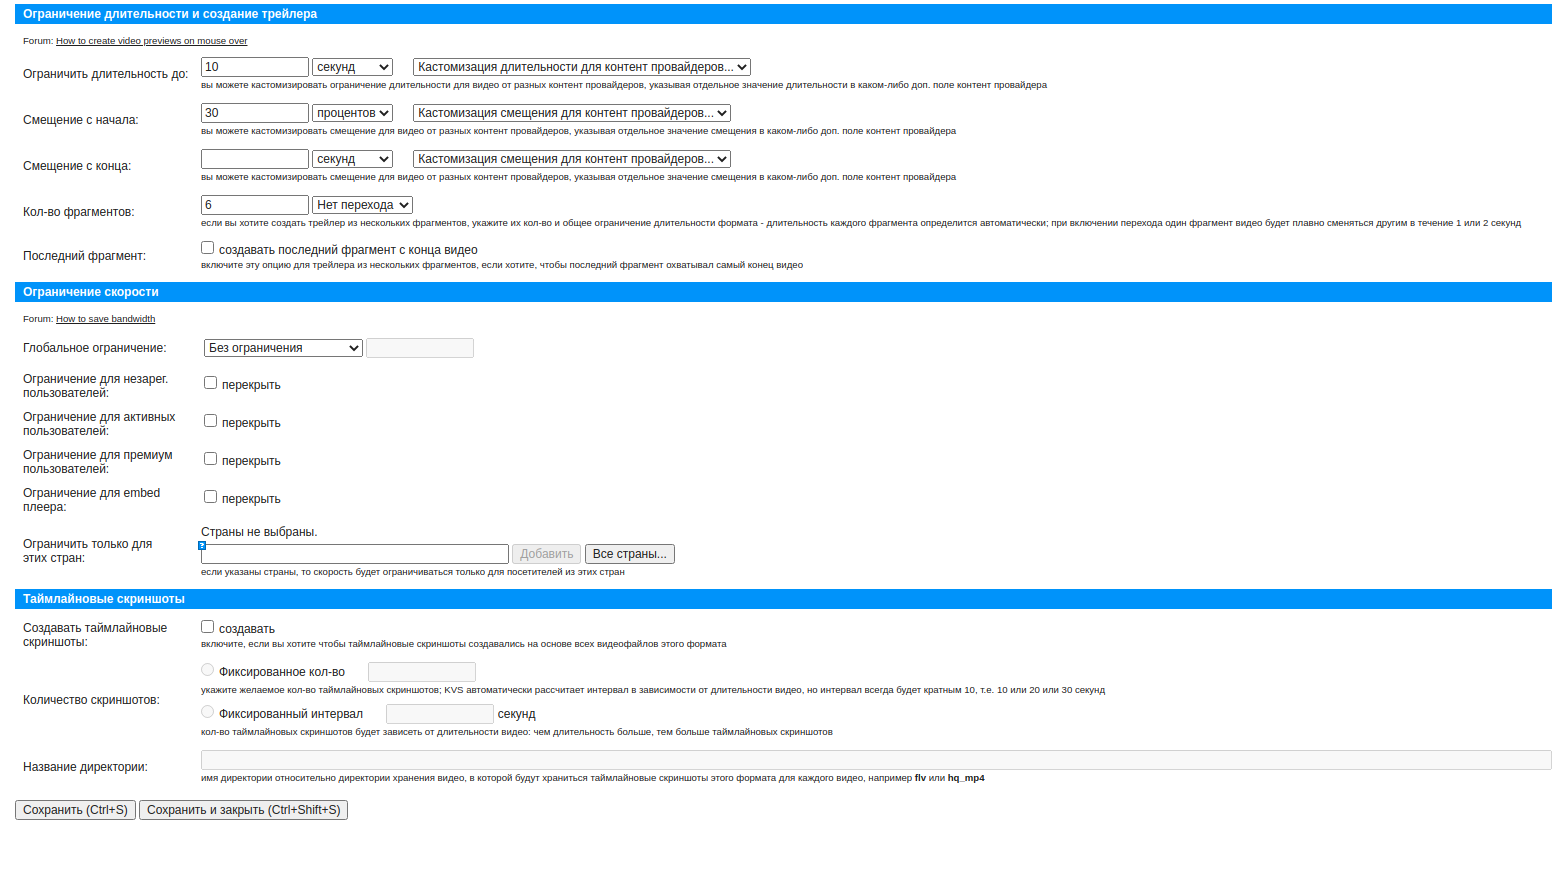 Ограничение длительности и создание трейлера
Forum: How to create video previews on mouse over
Ограничить длительность до: 10 секунд Кастомизация длительности для контент провайдеров...
вы можете кастомизировать ограничение длительности для видео от разных контент провайдеров, указывая отдельное значение длительности в каком-либо доп. поле контент провайдера
Смещение с начала: 30 процентов Кастомизация смещения для контент провайдеров...
вы можете кастомизировать смещение для видео от разных контент провайдеров, указывая отдельное значение смещения в каком-либо доп. поле контент провайдера
Смещение с конца: секунд Кастомизация смещения для контент провайдеров...
вы можете кастомизировать смещение для видео от разных контент провайдеров, указывая отдельное значение смещения в каком-либо доп. поле контент провайдера
Кол-во фрагментов: 6 Нет перехода
если вы хотите создать трейлер из нескольких фрагментов, укажите их кол-во и общее ограничение длительности формата - длительность каждого фрагмента определится автоматически; при включении перехода один фрагмент видео будет плавно сменяться другим в течение 1 или 2 секунд
Последний фрагмент: создавать последний фрагмент с конца видео
включите эту опцию для трейлера из нескольких фрагментов, если хотите, чтобы последний фрагмент охватывал самый конец видео
Ограничение скорости
Forum: How to save bandwidth
Глобальное ограничение: Без ограничения
Ограничение для незарег.
пользователей: перекрыть
Ограничение для активных
пользователей: перекрыть
Ограничение для премиум
пользователей: перекрыть
Ограничение для embed
плеера: перекрыть
Страны не выбраны.
Ограничить только для
этих стран: ? Добавить Все страны...
если указаны страны, то скорость будет ограничиваться только для посетителей из этих стран
Таймлайновые скриншоты
Создавать таймлайновые
скриншоты: создавать
включите, если вы хотите чтобы таймлайновые скриншоты создавались на основе всех видеофайлов этого формата
Фиксированное кол-во
укажите желаемое кол-во таймлайновых скриншотов; KVS автоматически рассчитает интервал в зависимости от длительности видео, но интервал всегда будет кратным 10, т.е. 10 или 20 или 30 секунд
Количество скриншотов:
Фиксированный интервал секунд
кол-во таймлайновых скриншотов будет зависеть от длительности видео: чем длительность больше, тем больше таймлайновых скриншотов
Название директории:
имя директории относительно директории хранения видео, в которой будут храниться таймлайновые скриншоты этого формата для каждого видео, например flv или hq_mp4
Сохранить (Ctrl+S) Сохранить и закрыть (Ctrl+Shift+S)